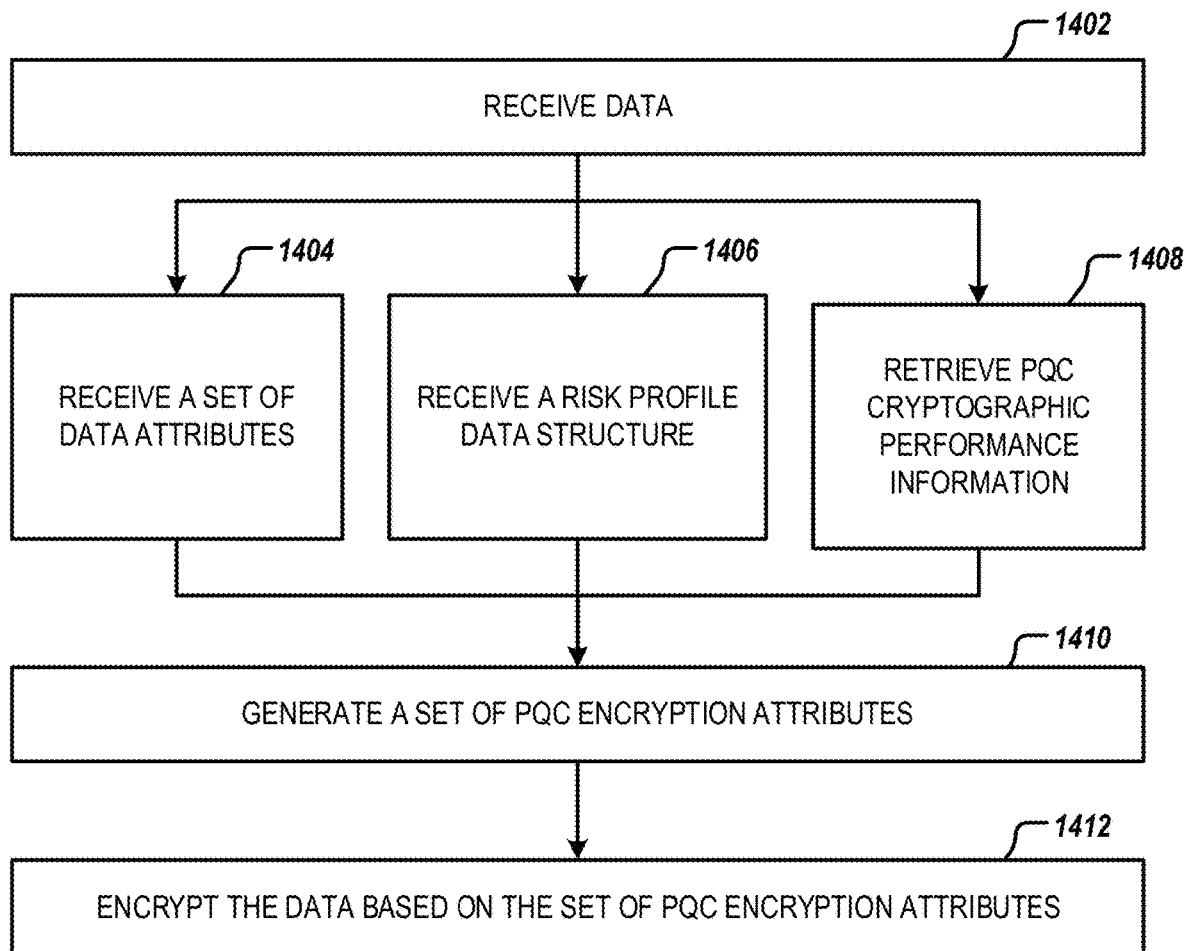 1402
RECEIVE DATA
1404
RECEIVE A SET OF
DATA ATTRIBUTES
1406
RECEIVE A RISK PROFILE
DATA STRUCTURE
1408
RETRIEVE PQC
CRYPTOGRAPHIC
PERFORMANCE
INFORMATION
1410
GENERATE A SET OF PQC ENCRYPTION ATTRIBUTES
1412
ENCRYPT THE DATA BASED ON THE SET OF PQC ENCRYPTION ATTRIBUTES